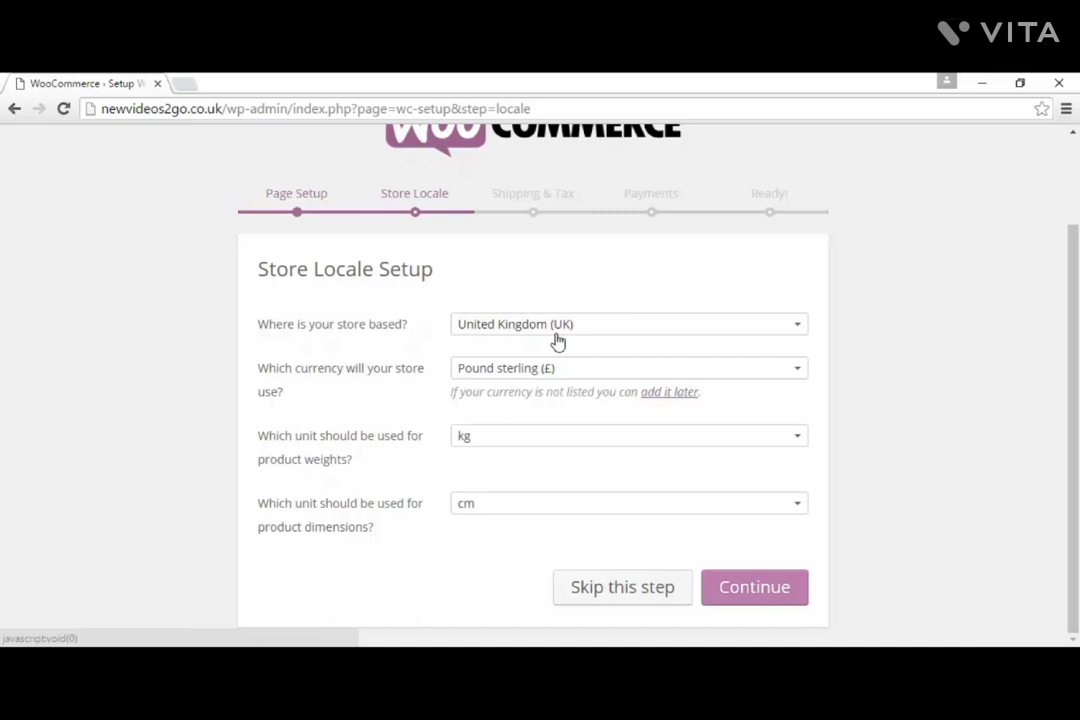 VITA
WooCommerce › Setup W
newvideos2go.co.uk/wp-admin/index.php?page=wc-setup&step=locale
WOO COMMERCE
Page Setup
Store Locale
Shipping & Tax
Payments
Ready!
Store Locale Setup
Where is your store based?
United Kingdom (UK)
Which currency will your store
use?
Pound sterling (£)
If your currency is not listed you can add it later.
Which unit should be used for
product weights?
kg
Which unit should be used for
product dimensions?
cm
Skip this step
Continue
javascript:void(0)